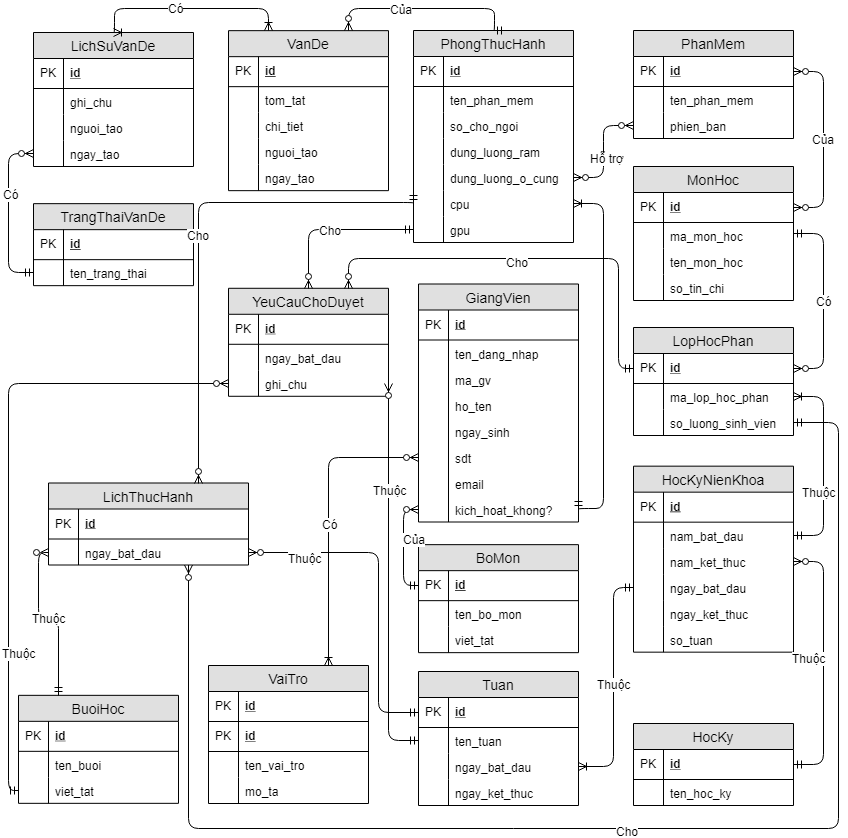 Có
Của
LichSuVanDe
PK id
ghi_chu
nguoi_tao
ngay_tao
VanDe
PK id
tom_tat
chi_tiet
nguoi_tao
ngay_tao
PhongThucHanh
PK id
ten_phan_mem
so_cho_ngoi
dung_luong_ram
dung_luong_o_cung
cpu
gpu
PhanMem
PK id
ten_phan_mem
phien_ban
Hỗ trợ
Của
Có
TrangThaiVanDe
PK id
ten_trang_thai
Cho
Cho
Cho
MonHoc
PK id
ma_mon_hoc
ten_mon_hoc
so_tin_chi
Có
YeuCauChoDuyet
PK id
ngay_bat_dau
ghi_chu
GiangVien
PK id
ten_dang_nhap
ma_gv
ho_ten
ngay_sinh
sdt
email
kich_hoat_khong?
LopHocPhan
PK id
ma_lop_hoc_phan
so_luong_sinh_vien
Thuộc
Thuộc
LichThucHanh
PK id
ngay_bat_dau
Có
Của
Thuộc
HocKyNienKhoa
PK id
nam_bat_dau
nam_ket_thuc
ngay_bat_dau
ngay_ket_thuc
so_tuan
BoMon
PK id
ten_bo_mon
viet_tat
Thuộc
Thuộc
Thuộc
Thuộc
BuoiHoc
PK id
ten_buoi
viet_tat
VaiTro
PK id
PK id
ten_vai_tro
mo_ta
Tuan
PK id
ten_tuan
ngay_bat_dau
ngay_ket_thuc
HocKy
PK id
ten_hoc_ky
Cho